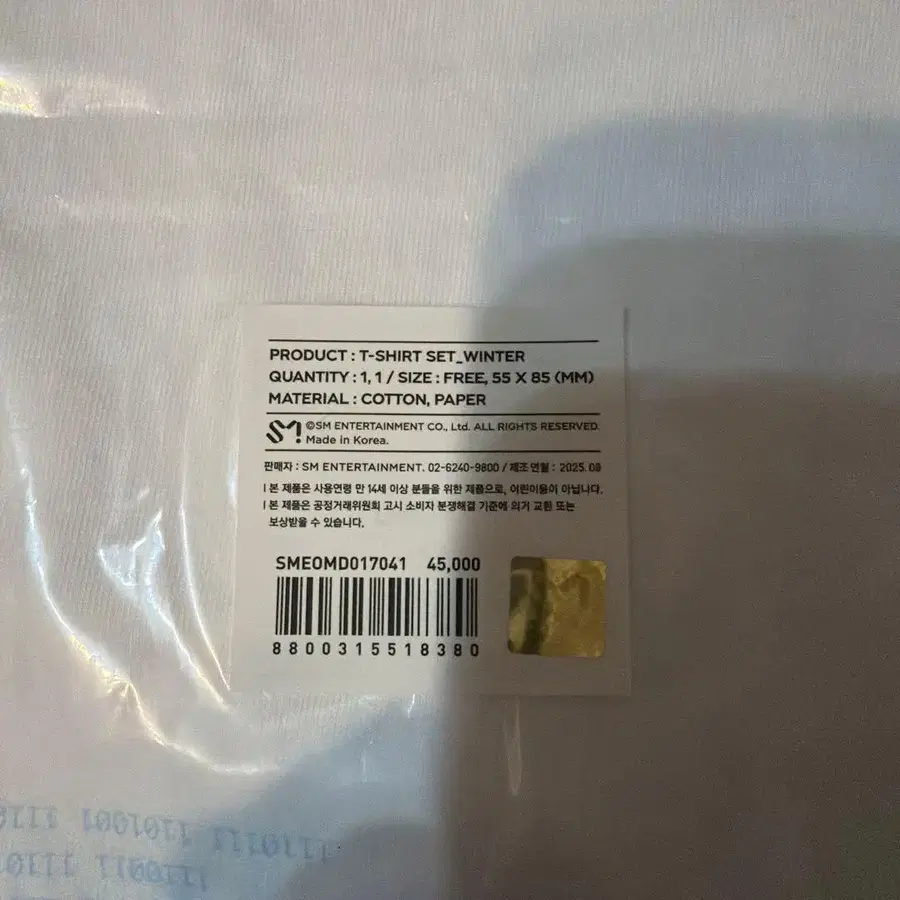 PRODUCT : T-SHIRT SET_WINTER
QUANTITY : 1, 1 / SIZE : FREE, 55 X 85 (MM)
MATERIAL : COTTON, PAPER
SM ©SM ENTERTAINMENT CO., Ltd. ALL RIGHTS RESERVED.
Made in Korea.
판매자 : SM ENTERTAINMENT. 02-6240-9800 / 제조 연월 : 2025.09
l 본 제품은 사용연령 만 14세 이상 분들을 위한 제품으로, 어린이용이 아닙니다.
l 본 제품은 공정거래위원회 고시 소비자 분쟁해결 기준에 의거 교환 또는
보상받을 수 있습니다.
SMEOMD017041 45,000
8800315518380